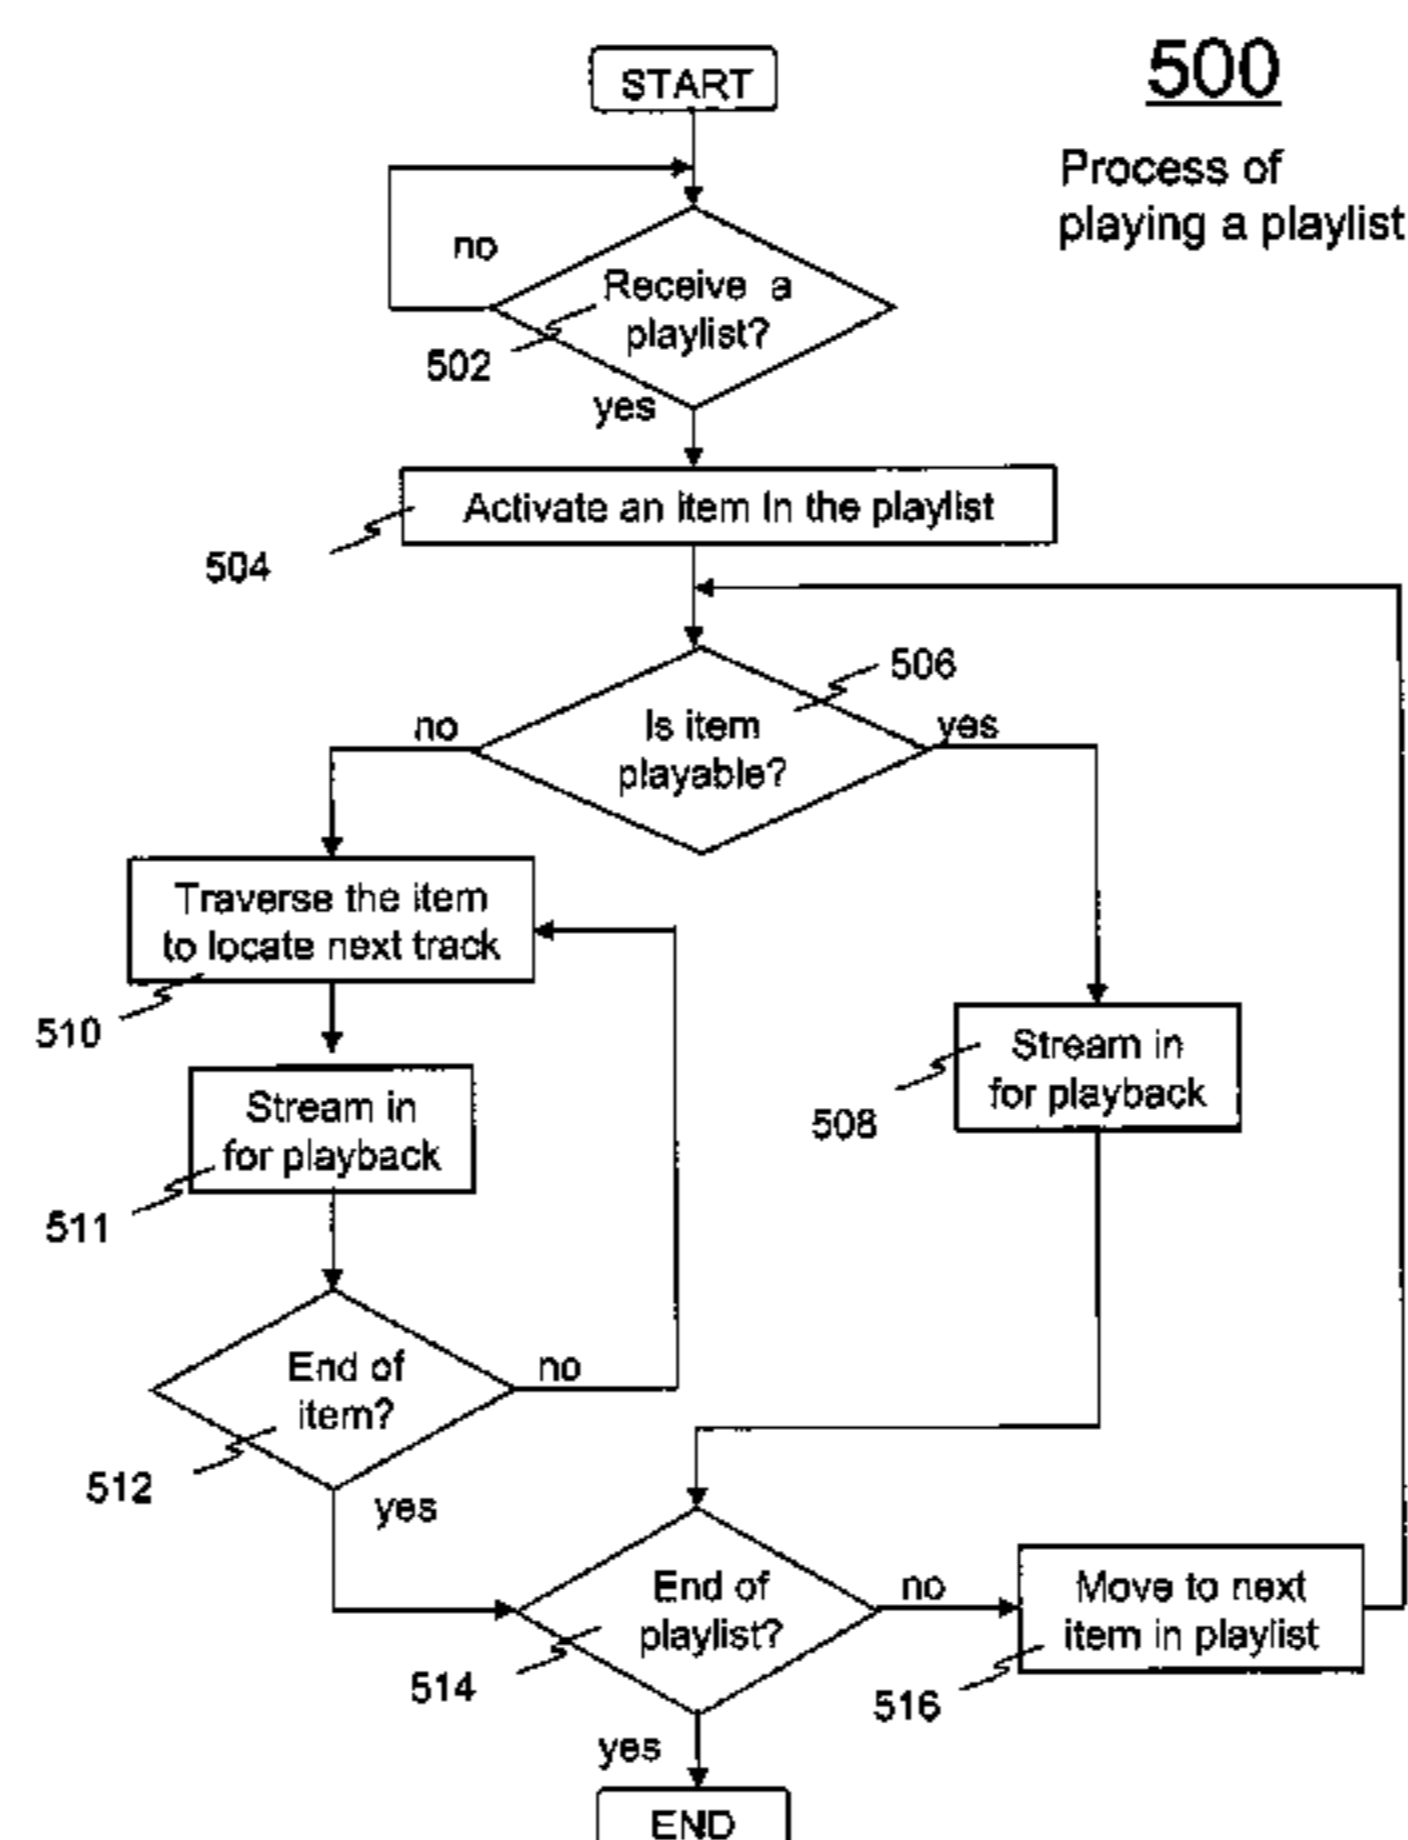 500
Process of
playing a playlist
START
no
Receive a
playlist?
502
yes
Activate an item In the playlist
504
506
no
Is item
playable?
yes
Traverse the item
to locate next track
510
Stream in
for playback
508
Stream in
for playback
511
End of
item?
no
512
yes
End of
playlist?
no
Move to next
item in playlist
514
516
yes
END